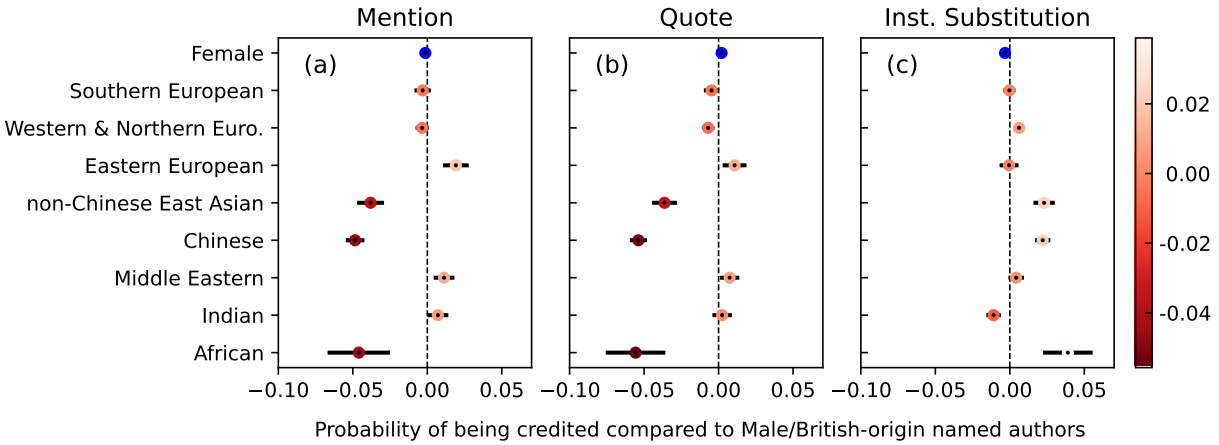 Mention Quote Inst. Substitution
(a) (b) (c)
Female
Southern European
Western & Northern Euro.
Eastern European
non-Chinese East Asian
Chinese
Middle Eastern
Indian
African
0.02
0.00
-0.02
-0.04
−0.10 −0.05 0.00 0.05 −0.10 −0.05 0.00 0.05 −0.10 −0.05 0.00 0.05
Probability of being credited compared to Male/British-origin named authors